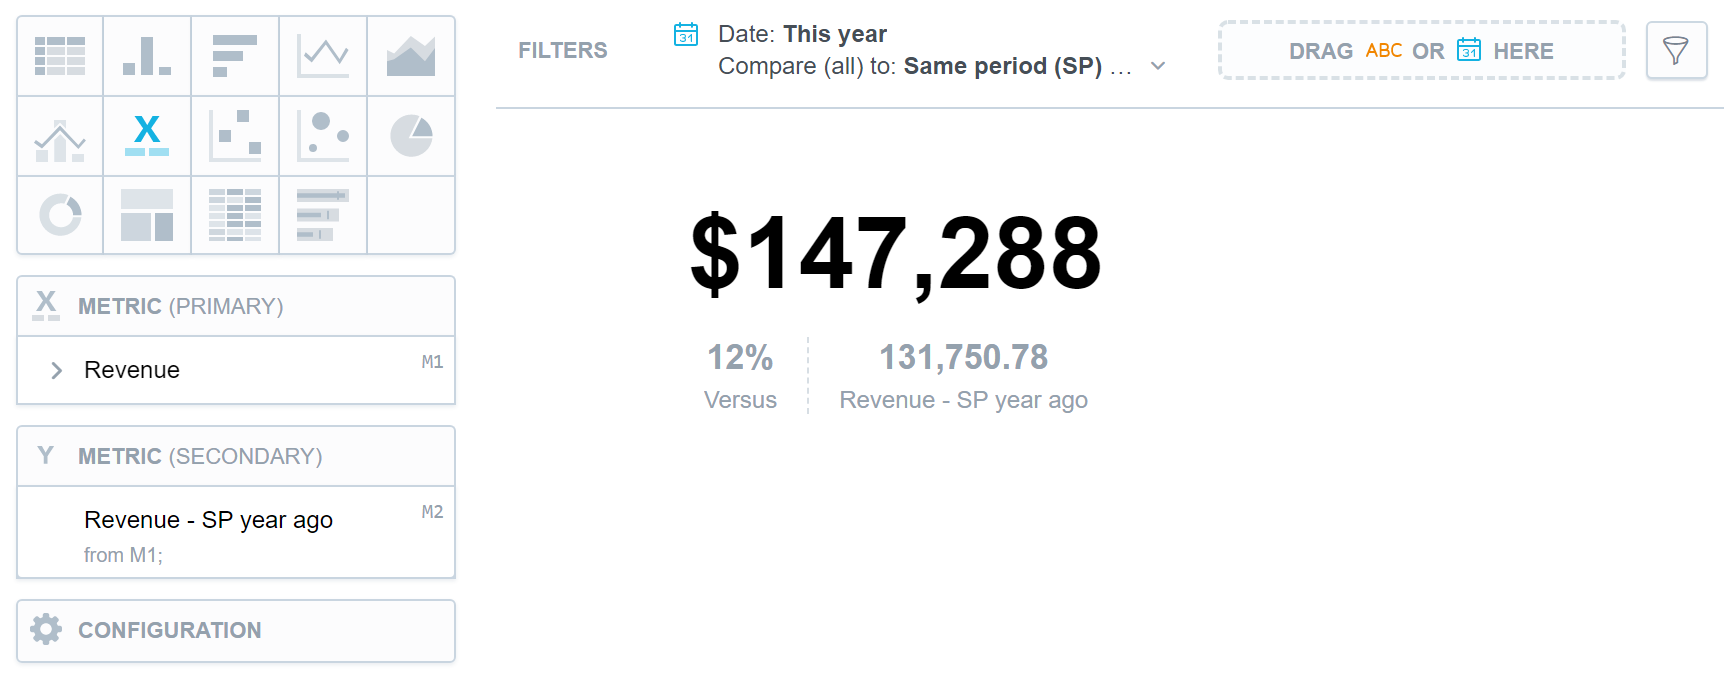 FILTERS
31
Date: This year
Compare (all) to: Same period (SP) ...
DRAG ABC OR 31 HERE
X
$147,288
12%
Versus
131,750.78
Revenue - SP year ago
X METRIC (PRIMARY)
Revenue
M1
Y METRIC (SECONDARY)
Revenue - SP year ago
M2
from M1;
CONFIGURATION